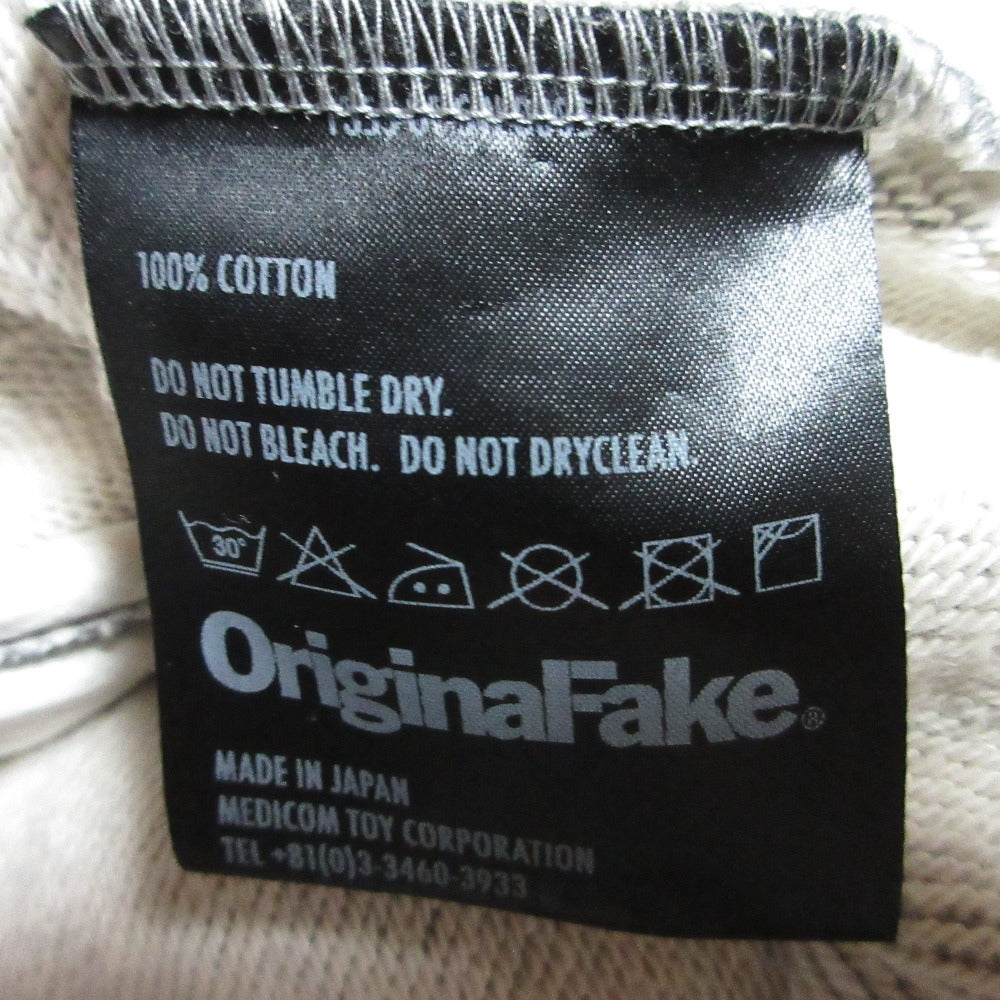 100% COTTON
DO NOT TUMBLE DRY.
DO NOT BLEACH. DO NOT DRYCLEAN.
30°
OriginalFake®
MADE IN JAPAN
MEDICOM TOY CORPORATION
TEL +81(0)3-3460-3933